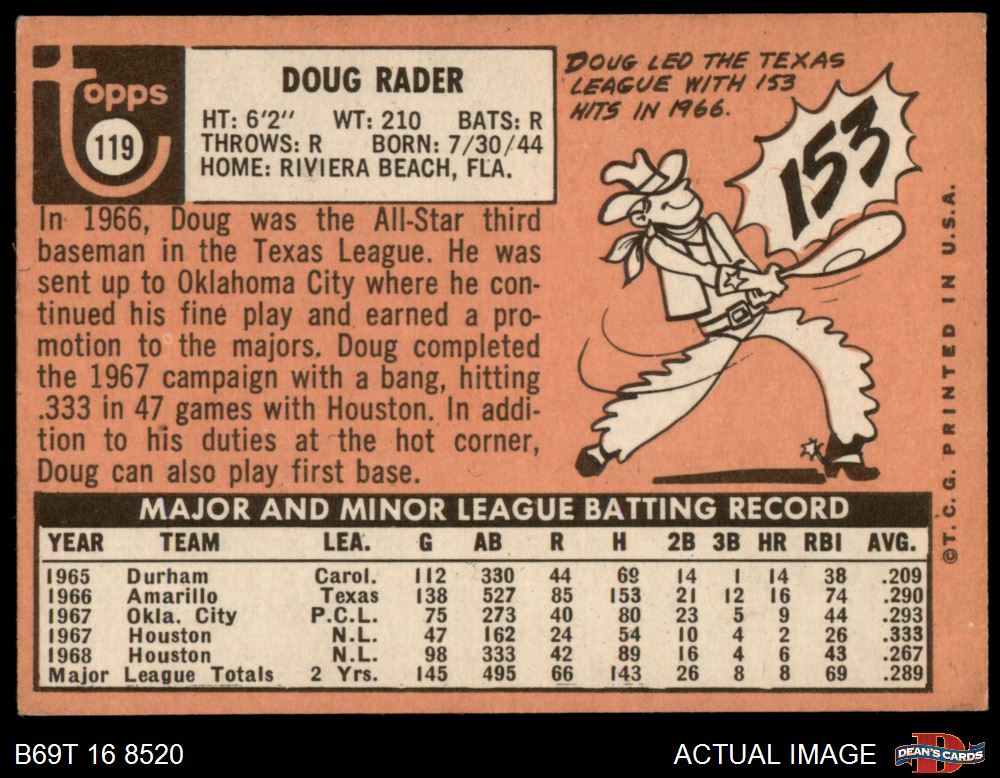 Topps
119
DOUG RADER
HT: 6'2" WT: 210 BATS: R
THROWS: R BORN: 7/30/44
HOME: RIVIERA BEACH, FLA.
In 1966, Doug was the All-Star third
baseman in the Texas League. He was
sent up to Oklahoma City where he con-
tinued his fine play and earned a pro-
motion to the majors. Doug completed
the 1967 campaign with a bang, hitting
.333 in 47 games with Houston. In addi-
tion to his duties at the hot corner,
Doug can also play first base.
DOUG LED THE TEXAS
LEAGUE WITH 153
HITS IN 1966.
153
©T.C.G. PRINTED IN U.S.A.
MAJOR AND MINOR LEAGUE BATTING RECORD
YEAR TEAM LEA. G AB R H 2B 3B HR RBI AVG.
1965 Durham Carol. 112 330 44 69 14 1 14 38 .209
1966 Amarillo Texas 138 527 85 153 21 12 16 74 .290
1967 Okla. City P.C.L. 75 273 40 80 23 5 9 44 .293
1967 Houston N.L. 47 162 24 54 10 4 2 26 .333
1968 Houston N.L. 98 333 42 89 16 4 6 43 .267
Major League Totals 2 Yrs. 145 495 66 143 26 8 8 69 .289
B69T 16 8520
ACTUAL IMAGE
D
DEAN'S CARDS